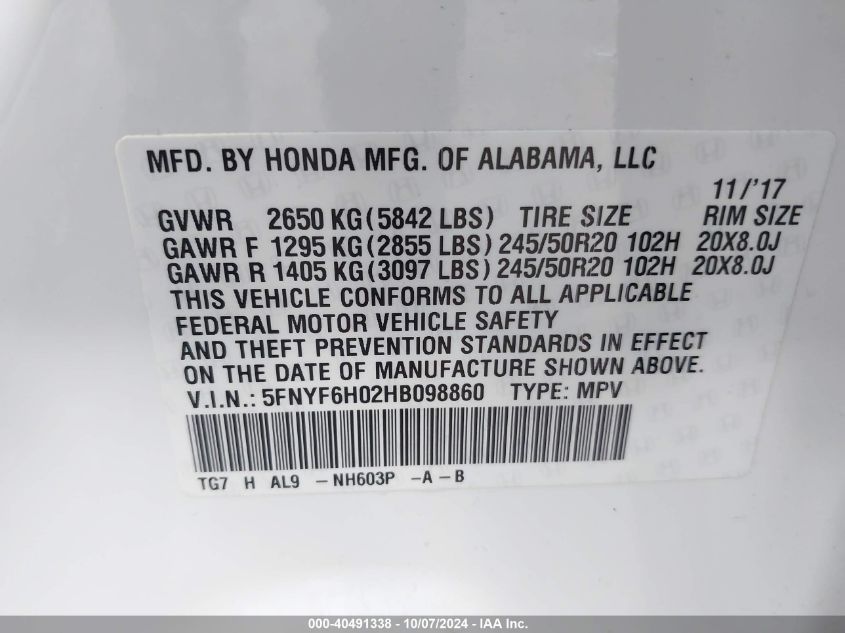 MFD. BY HONDA MFG. OF ALABAMA, LLC
11/'17
GVWR 2650 KG(5842 LBS) TIRE SIZE RIM SIZE
GAWR F 1295 KG(2855 LBS) 245/50R20 102H 20X8.0J
GAWR R 1405 KG(3097 LBS) 245/50R20 102H 20X8.0J
THIS VEHICLE CONFORMS TO ALL APPLICABLE
FEDERAL MOTOR VEHICLE SAFETY
AND THEFT PREVENTION STANDARDS IN EFFECT
ON THE DATE OF MANUFACTURE SHOWN ABOVE.
V.I.N.: 5FNYF6H02HB098860 TYPE: MPV
TG7 H AL9 -NH603P -A-B
000-40491338 - 10/07/2024 - IAA Inc.